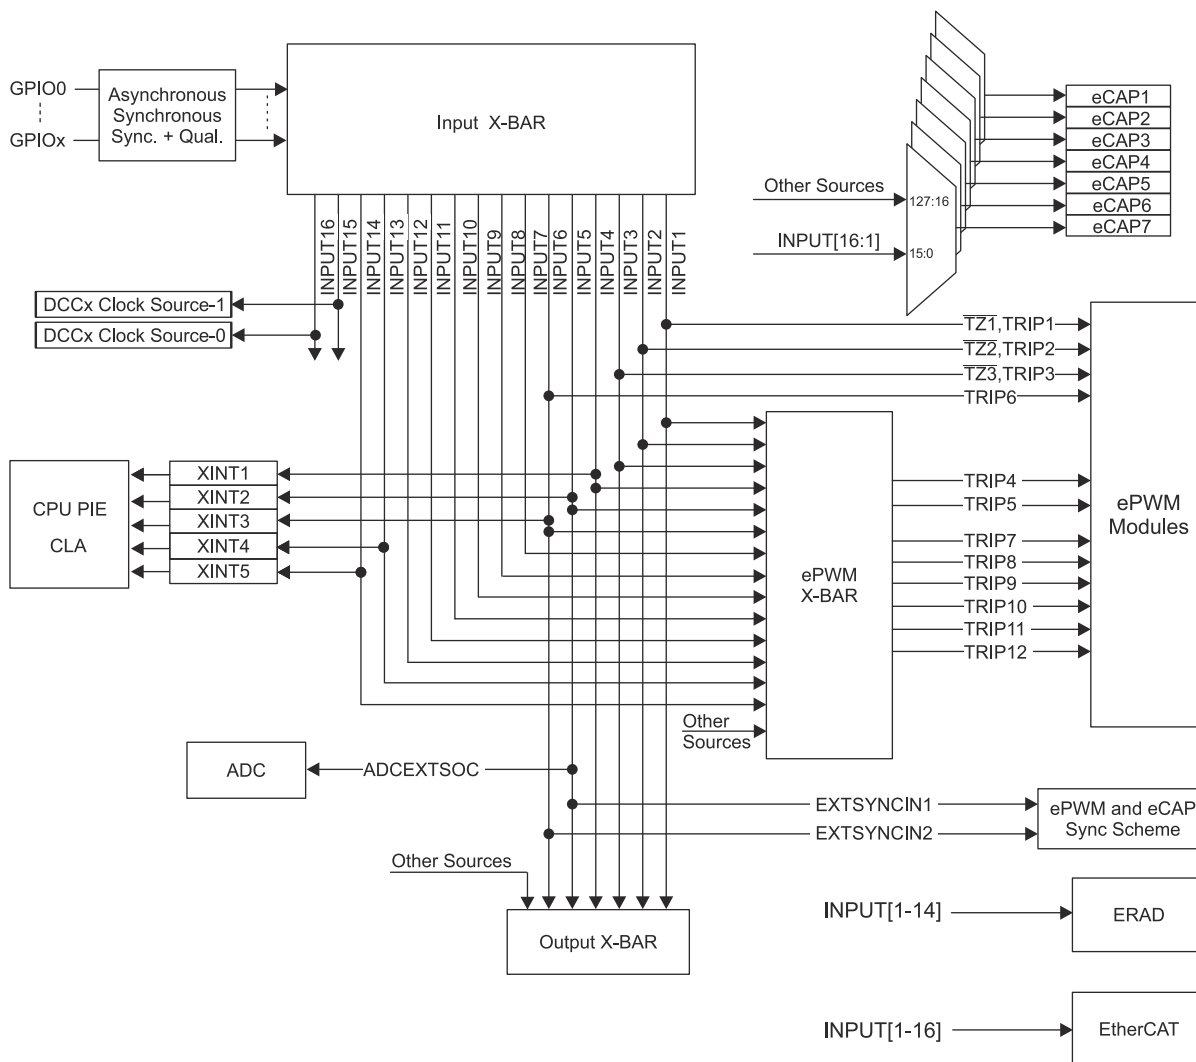 GPIO0
GPIOx
Asynchronous
Synchronous
Sync. + Qual.
Input X-BAR
INPUT16
INPUT15
INPUT14
INPUT13
INPUT12
INPUT11
INPUT10
INPUT9
INPUT8
INPUT7
INPUT6
INPUT5
INPUT4
INPUT3
INPUT2
INPUT1
Other Sources
INPUT[16:1]
127:16
15:0
eCAP1
eCAP2
eCAP3
eCAP4
eCAP5
eCAP6
eCAP7
DCCx Clock Source-1
DCCx Clock Source-0
TZ1,TRIP1
TZ2,TRIP2
TZ3,TRIP3
TRIP6
CPU PIE
CLA
XINT1
XINT2
XINT3
XINT4
XINT5
ePWM
X-BAR
Other
Sources
TRIP4
TRIP5
TRIP7
TRIP8
TRIP9
TRIP10
TRIP11
TRIP12
ePWM
Modules
ADC
ADCEXTSOC
EXTSYNCIN1
EXTSYNCIN2
ePWM and eCAP
Sync Scheme
Other Sources
Output X-BAR
INPUT[1-14]
ERAD
INPUT[1-16]
EtherCAT